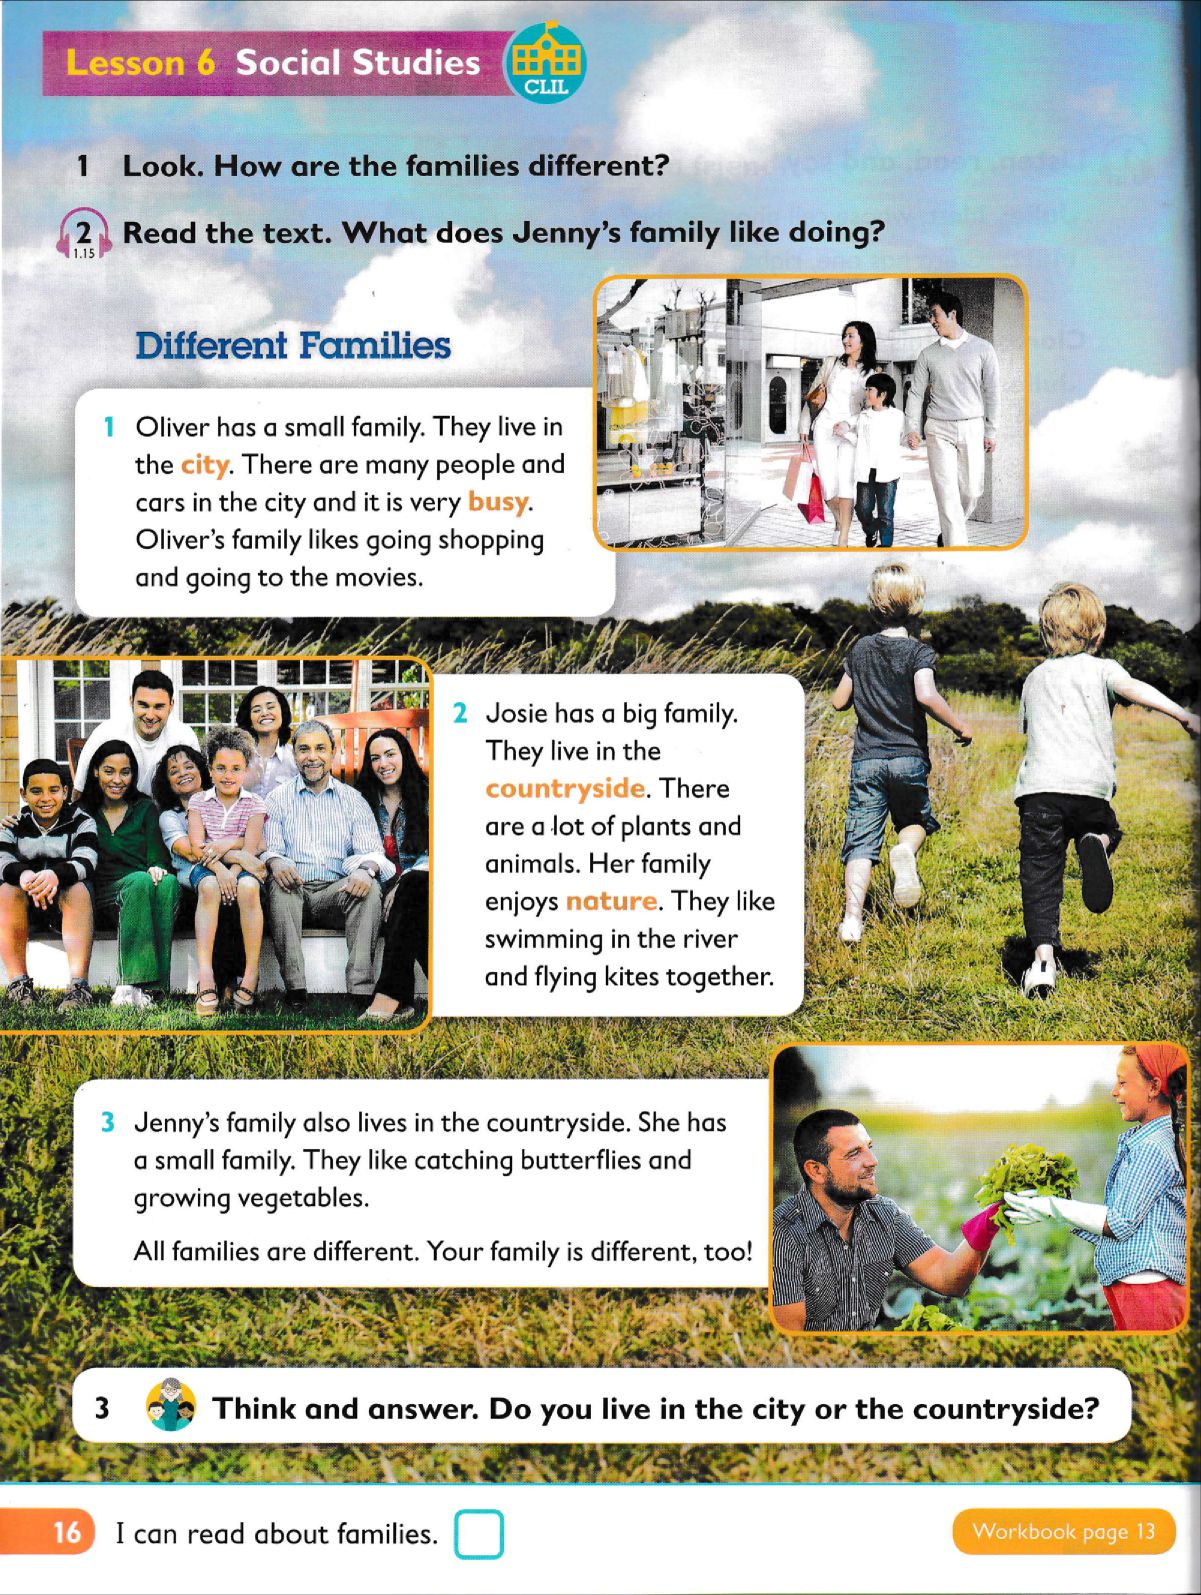 Lesson 6 Social Studies
CLIL
1 Look. How are the families different?
2 Read the text. What does Jenny's family like doing?
1.15
Different Families
1 Oliver has a small family. They live in
the city. There are many people and
cars in the city and it is very busy.
Oliver's family likes going shopping
and going to the movies.
2 Josie has a big family.
They live in the
countryside. There
are a lot of plants and
animals. Her family
enjoys nature. They like
swimming in the river
and flying kites together.
3 Jenny's family also lives in the countryside. She has
a small family. They like catching butterflies and
growing vegetables.
All families are different. Your family is different, too!
3 Think and answer. Do you live in the city or the countryside?
16 I can read about families.
Workbook page 13